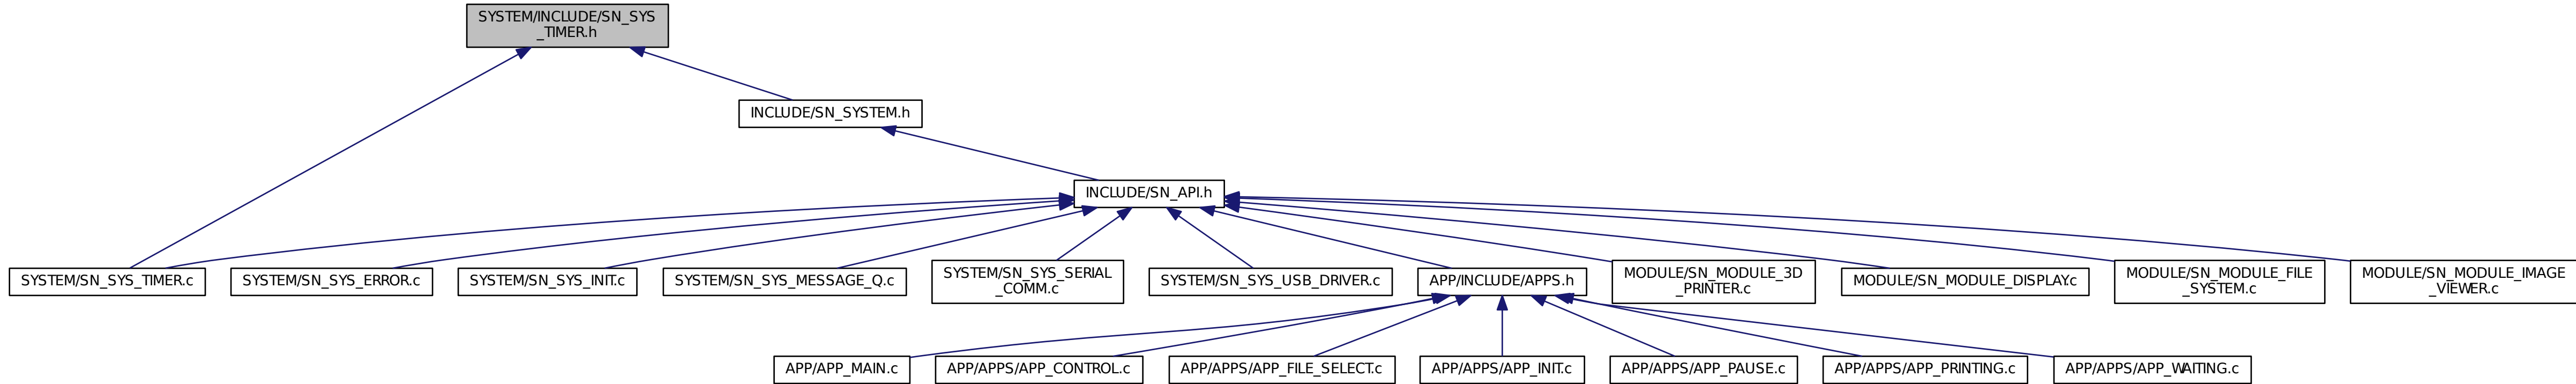 SYSTEM/INCLUDE/SN_SYS
_TIMER.h
INCLUDE/SN_SYSTEM.h
INCLUDE/SN_API.h
SYSTEM/SN_SYS_TIMER.c
SYSTEM/SN_SYS_ERROR.c
SYSTEM/SN_SYS_INIT.c
SYSTEM/SN_SYS_MESSAGE_Q.c
SYSTEM/SN_SYS_SERIAL
_COMM.c
SYSTEM/SN_SYS_USB_DRIVER.c
APP/INCLUDE/APPS.h
MODULE/SN_MODULE_3D
_PRINTER.c
MODULE/SN_MODULE_DISPLAY.c
MODULE/SN_MODULE_FILE
_SYSTEM.c
MODULE/SN_MODULE_IMAGE
_VIEWER.c
APP/APP_MAIN.c
APP/APPS/APP_CONTROL.c
APP/APPS/APP_FILE_SELECT.c
APP/APPS/APP_INIT.c
APP/APPS/APP_PAUSE.c
APP/APPS/APP_PRINTING.c
APP/APPS/APP_WAITING.c